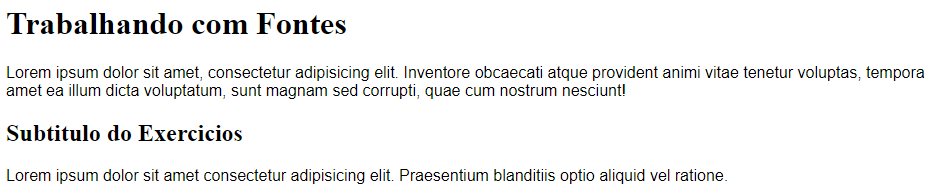 Trabalhando com Fontes
Lorem ipsum dolor sit amet, consectetur adipisicing elit. Inventore obcaecati atque provident animi vitae tenetur voluptas, tempora
amet ea illum dicta voluptatum, sunt magnam sed corrupti, quae cum nostrum nesciunt!
Subtitulo do Exercicios
Lorem ipsum dolor sit amet consectetur adipisicing elit. Praesentium blanditiis optio aliquid vel ratione.